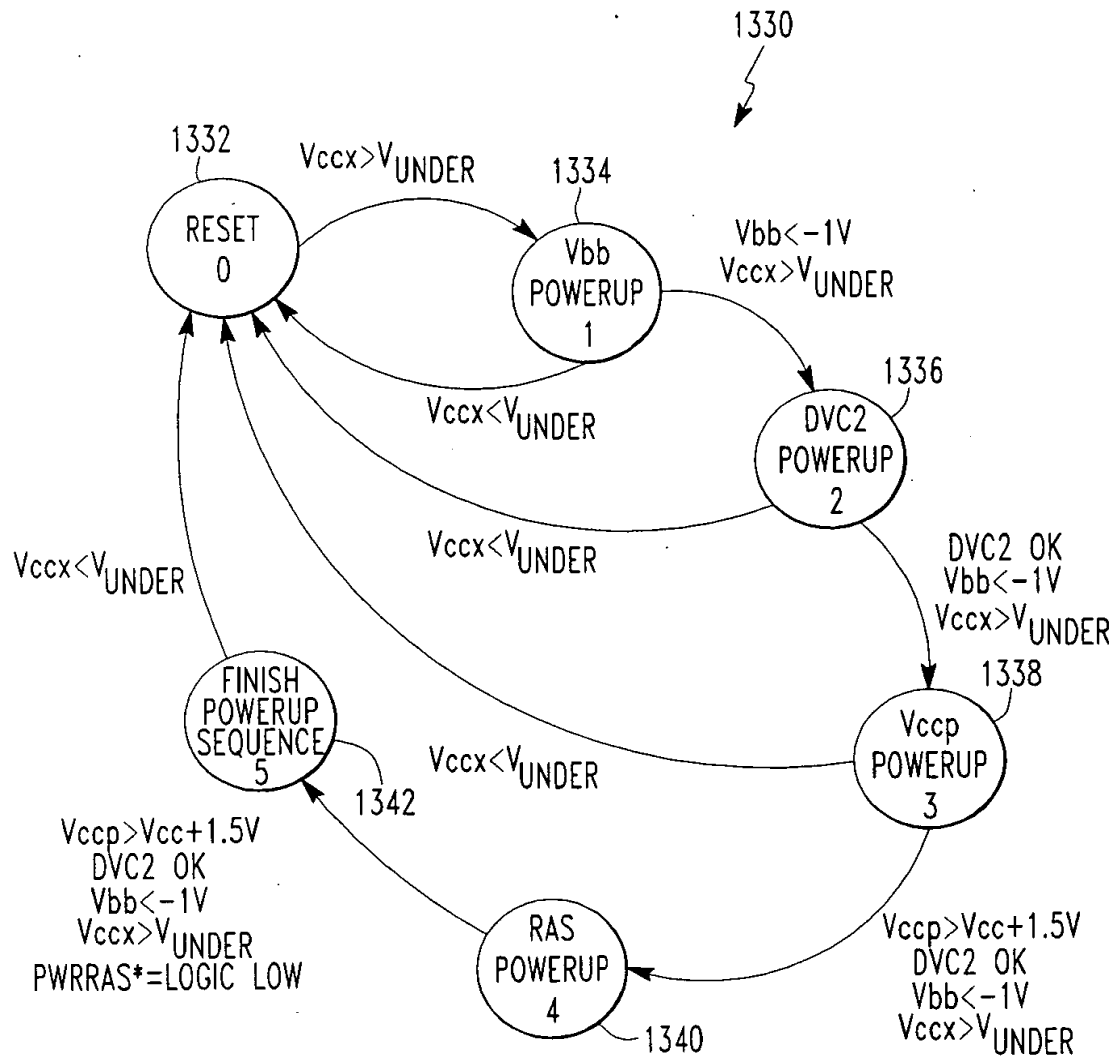 1330
1332
RESET
0
Vccx>VUNDER
1334
Vbb
POWERUP
1
Vbb<-1V
Vccx>VUNDER
Vccx<VUNDER
1336
DVC2
POWERUP
2
Vccx<VUNDER
DVC2 OK
Vbb<-1V
Vccx>VUNDER
1338
Vccp
POWERUP
3
Vccx<VUNDER
Vccx<VUNDER
FINISH
POWERUP
SEQUENCE
5
1342
Vccp>Vcc+1.5V
DVC2 OK
Vbb<-1V
Vccx>VUNDER
PWRRAS*=LOGIC LOW
RAS
POWERUP
4
1340
Vccp>Vcc+1.5V
DVC2 OK
Vbb<-1V
Vccx>VUNDER